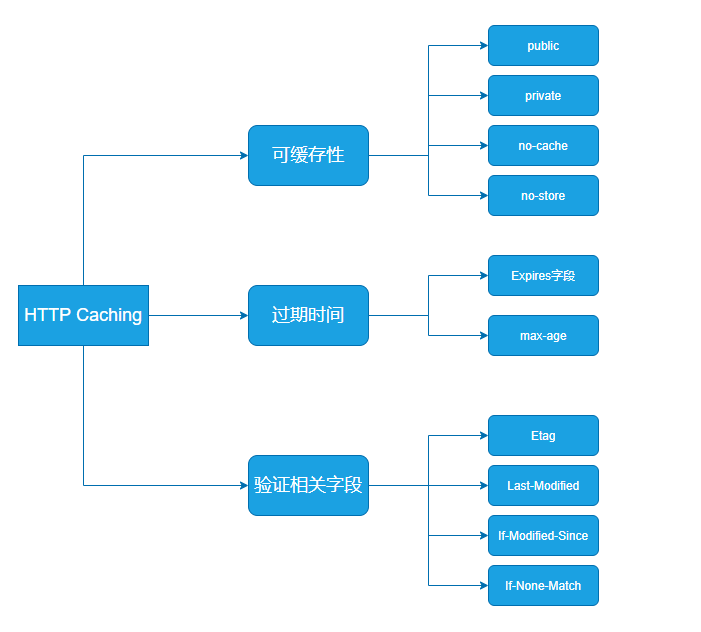 HTTP Caching
可缓存性
public
private
no-cache
no-store
过期时间
Expires字段
max-age
验证相关字段
Etag
Last-Modified
If-Modified-Since
If-None-Match